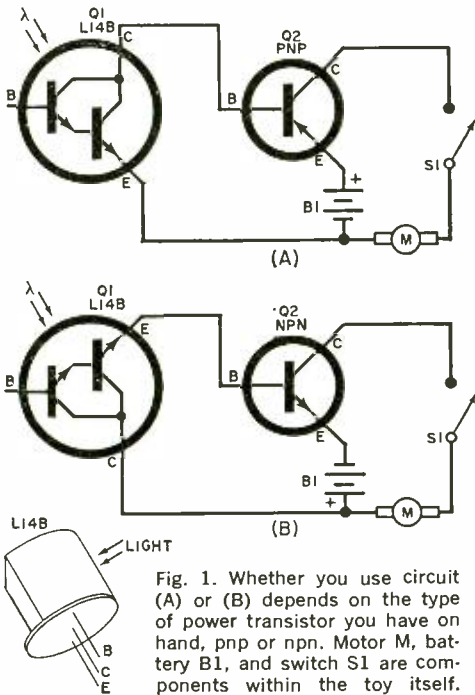 λ
Q1
L14B
C
B
E
Q2
PNP
C
B
E
+
B1
S1
M
(A)
λ
Q1
L14B
E
B
C
Q2
NPN
C
B
E
B1
+
S1
M
(B)
L14B
LIGHT
B
C
E
Fig. 1. Whether you use circuit
(A) or (B) depends on the type
of power transistor you have on
hand, pnp or npn. Motor M, bat-
tery B1, and switch S1 are com-
ponents within the toy itself.